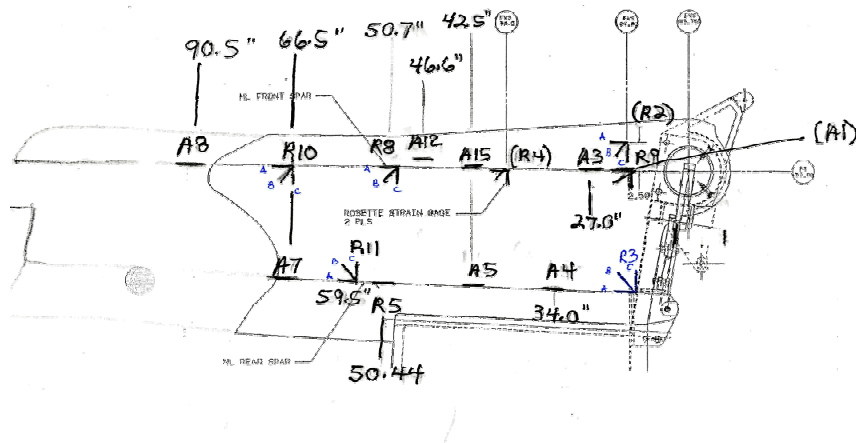 42.5"
50.7"
66.5"
90.5"
46.6"
ML FRONT SPAR
(R2)
(A1)
A
B
C
A8
R10
R8
A12
A15
(R4)
A3
R9
A
B
C
A
B
C
2.50
ROSETTE STRAIN GAGE
2 PLS
27.0"
R11
B
C
A
A7
A5
A4
R3
B
C
A
59.5"
R5
34.0"
ML REAR SPAR
50.44